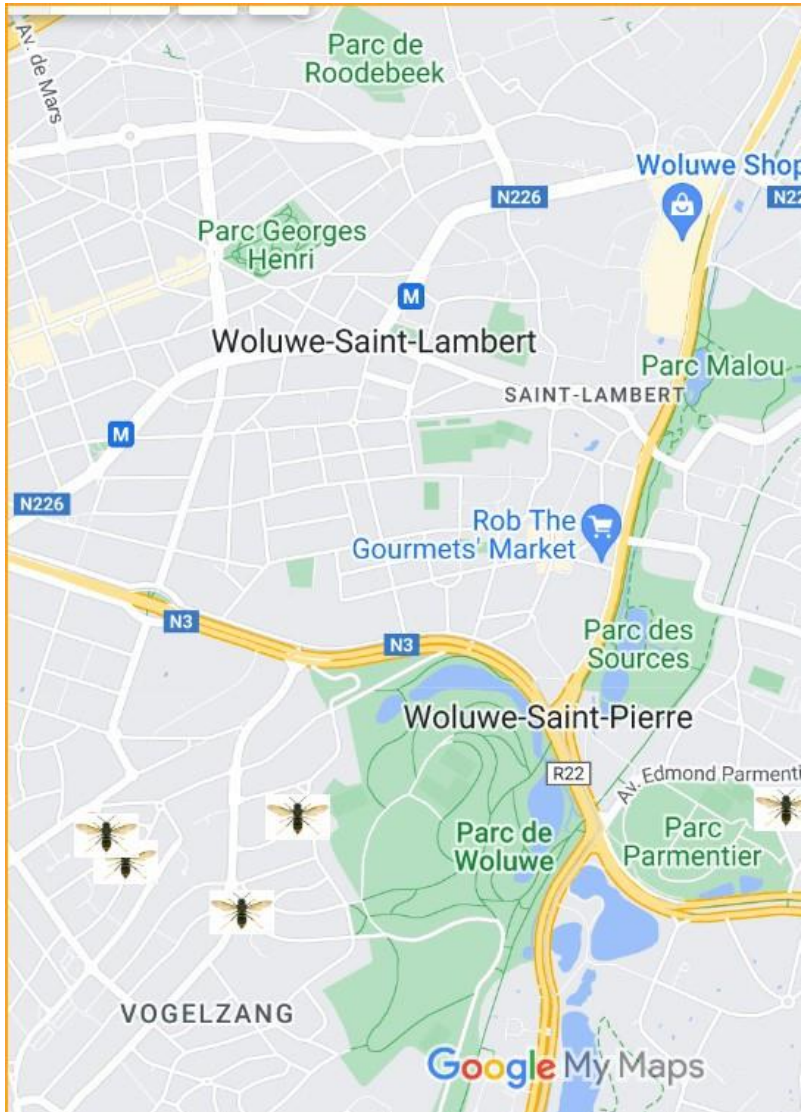 Parc de
Roodebeek
Av. de Mars
Woluwe Shop
N226
N22
Parc Georges
Henri
M
Woluwe-Saint-Lambert
Parc Malou
SAINT-LAMBERT
M
N226
Rob The
Gourmets' Market
N3
N3
Parc des
Sources
Woluwe-Saint-Pierre
R22
Av. Edmond Parmenti
Parc de
Woluwe
Parc
Parmentier
VOGELZANG
Google My Maps